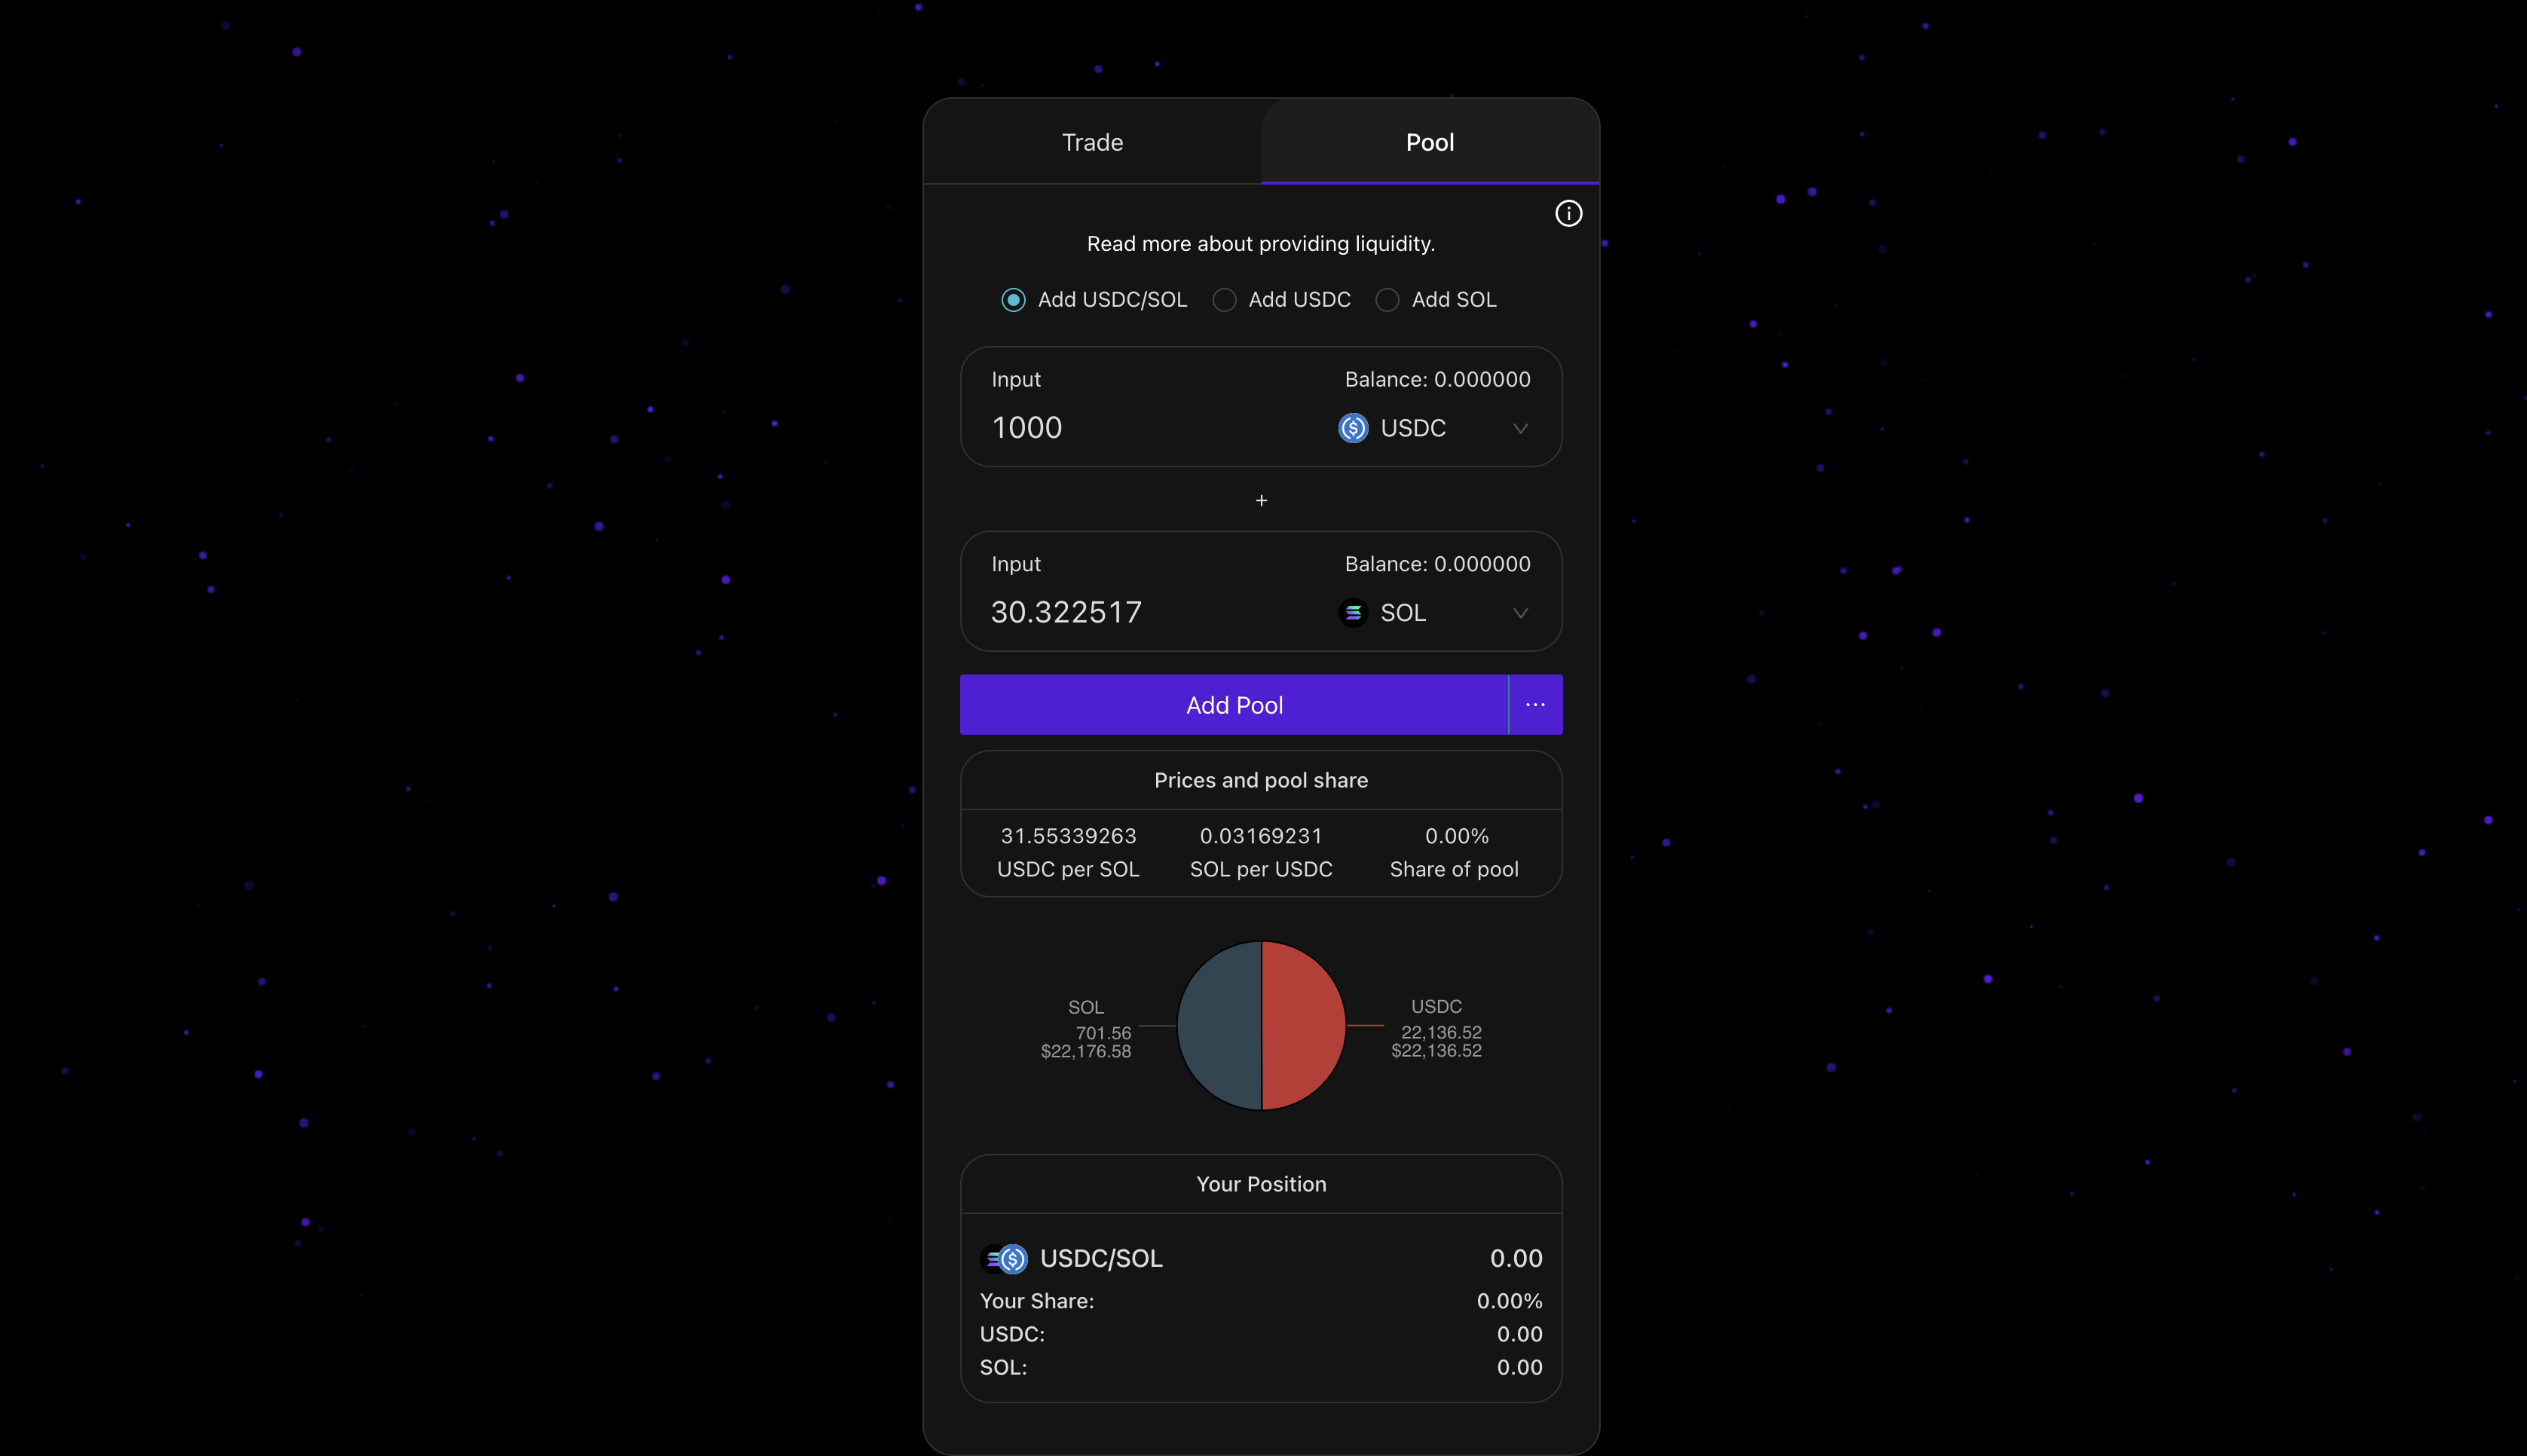 Trade Pool
Read more about providing liquidity.
Add USDC/SOL Add USDC Add SOL
Input Balance: 0.000000
1000 USDC
+
Input Balance: 0.000000
30.322517 SOL
Add Pool ...
Prices and pool share
31.55339263 0.03169231 0.00%
USDC per SOL SOL per USDC Share of pool
SOL
701.56
$22,176.58
USDC
22,136.52
$22,136.52
Your Position
USDC/SOL 0.00
Your Share: 0.00%
USDC: 0.00
SOL: 0.00